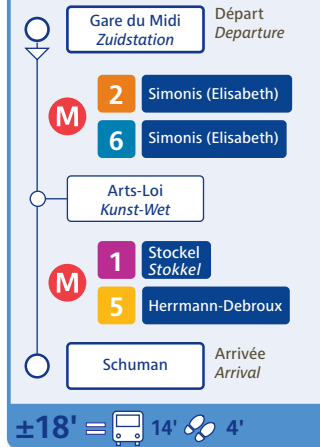 Gare du Midi
Zuidstation
Départ
Departure
M
2 Simonis (Elisabeth)
6 Simonis (Elisabeth)
Arts-Loi
Kunst-Wet
M
1 Stockel
Stokkel
5 Herrmann-Debroux
Schuman
Arrivée
Arrival
±18' = 14' 4'